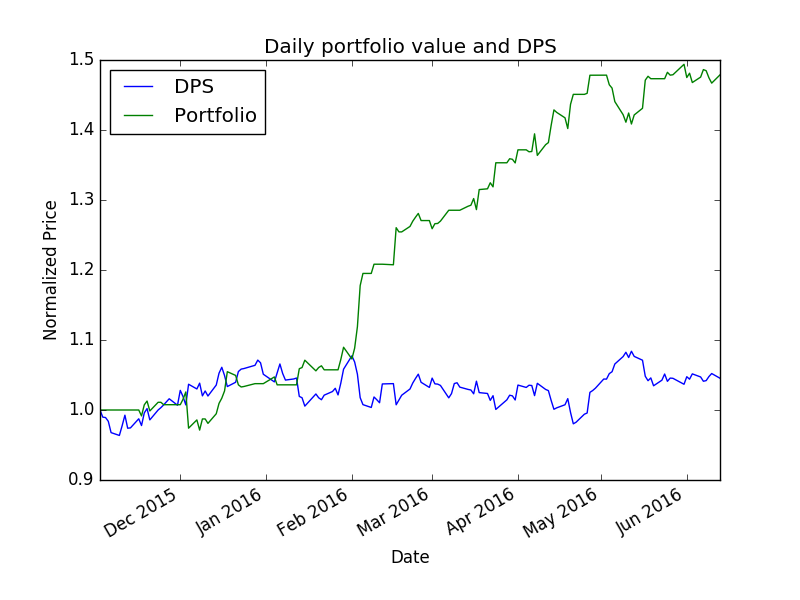 Daily portfolio value and DPS
DPS
Portfolio
1.5
1.4
1.3
1.2
1.1
1.0
0.9
Normalized Price
Dec 2015
Jan 2016
Feb 2016
Mar 2016
Apr 2016
May 2016
Jun 2016
Date